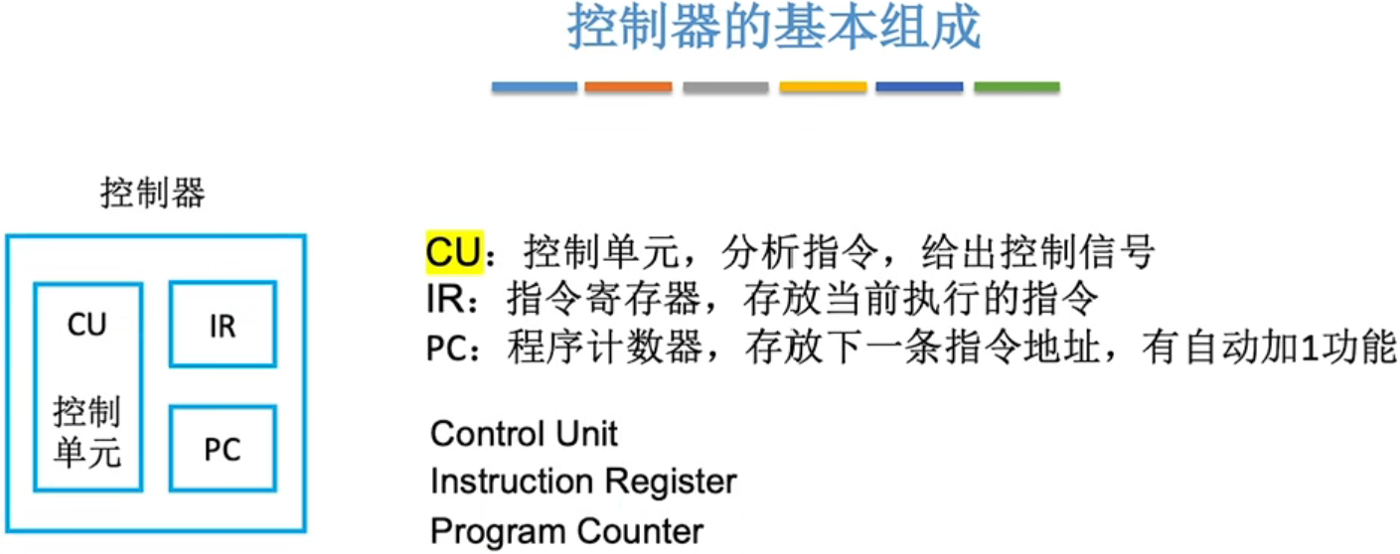 控制器的基本组成
控制器
CU
控制
单元
IR
PC
CU：控制单元，分析指令，给出控制信号
IR：指令寄存器，存放当前执行的指令
PC：程序计数器，存放下一条指令地址，有自动加1功能
Control Unit
Instruction Register
Program Counter